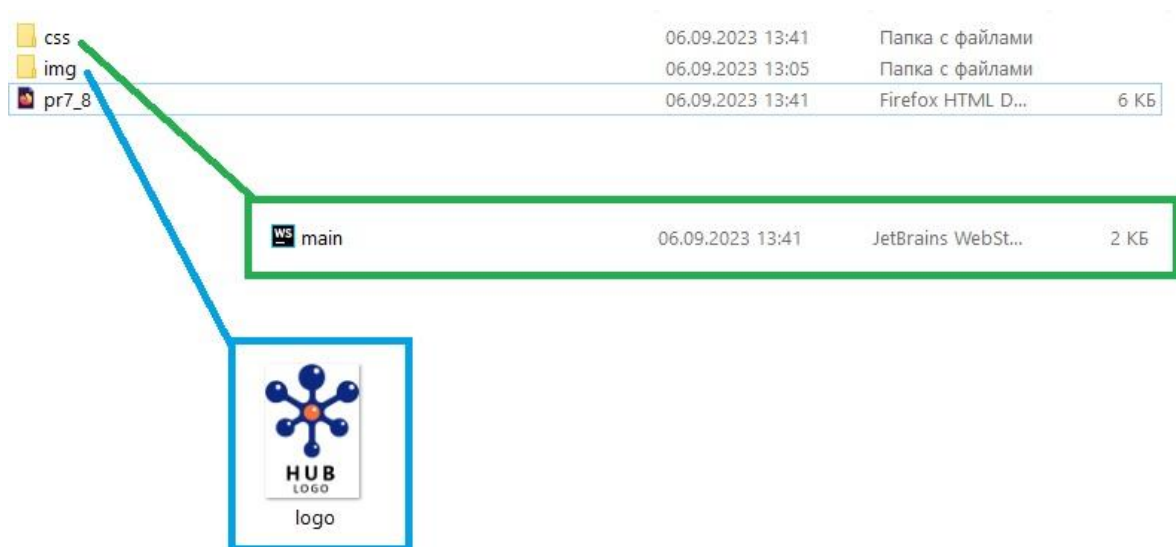 css 06.09.2023 13:41 Папка с файлами
img 06.09.2023 13:05 Папка с файлами
pr7_8 06.09.2023 13:41 Firefox HTML D... 6 КБ
WS main 06.09.2023 13:41 JetBrains WebSt... 2 КБ
HUB
LOGO
logo